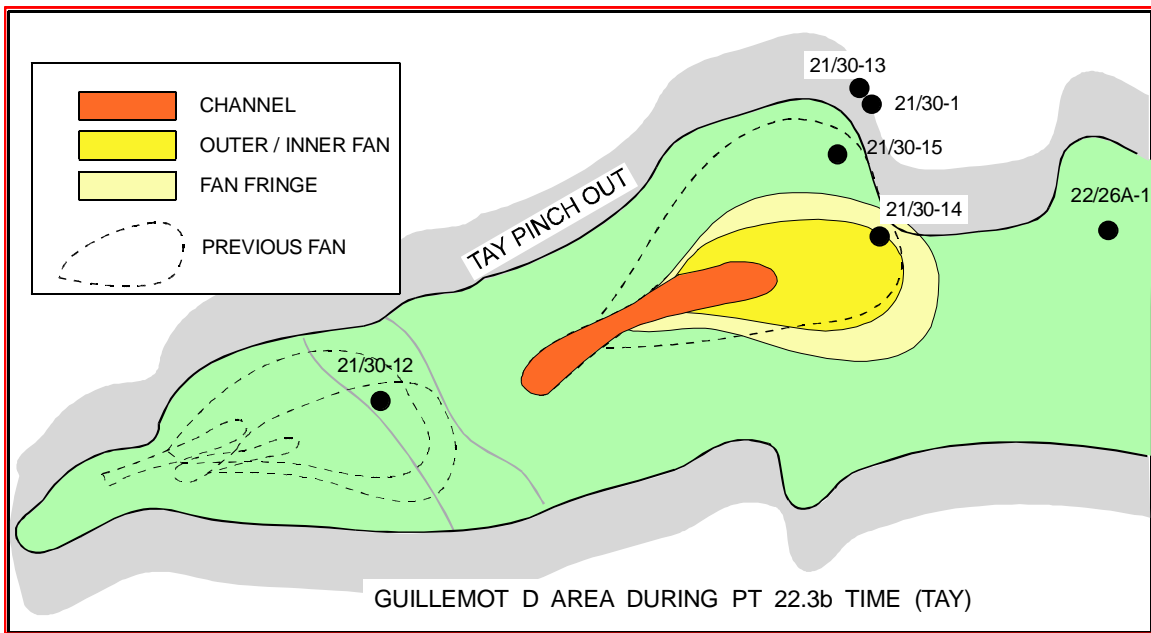 CHANNEL
OUTER / INNER FAN
FAN FRINGE
PREVIOUS FAN
21/30-13
21/30-1
21/30-15
TAY PINCH OUT
21/30-14
22/26A-1
21/30-12
GUILLEMOT D AREA DURING PT 22.3b TIME (TAY)